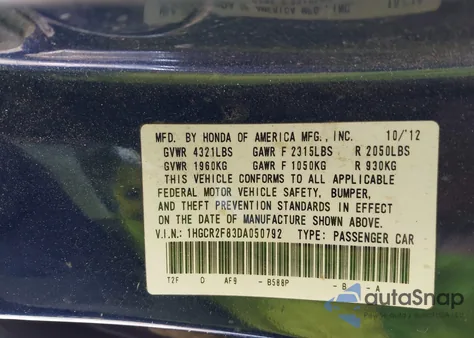 MFD. BY HONDA OF AMERICA MFG., INC. 10/12
GVWR 4321LBS GAWR F 2315LBS R 2050LBS
GVWR 1960KG GAWR F 1050KG R 930KG
THIS VEHICLE CONFORMS TO ALL APPLICABLE
FEDERAL MOTOR VEHICLE SAFETY, BUMPER,
AND THEFT PREVENTION STANDARDS IN EFFECT
ON THE DATE OF MANUFACTURE SHOWN ABOVE.
V.I.N.: 1HGCR2F83DA050792 TYPE: PASSENGER CAR
T2F D AF9 - B588P - B - A
autoSnap